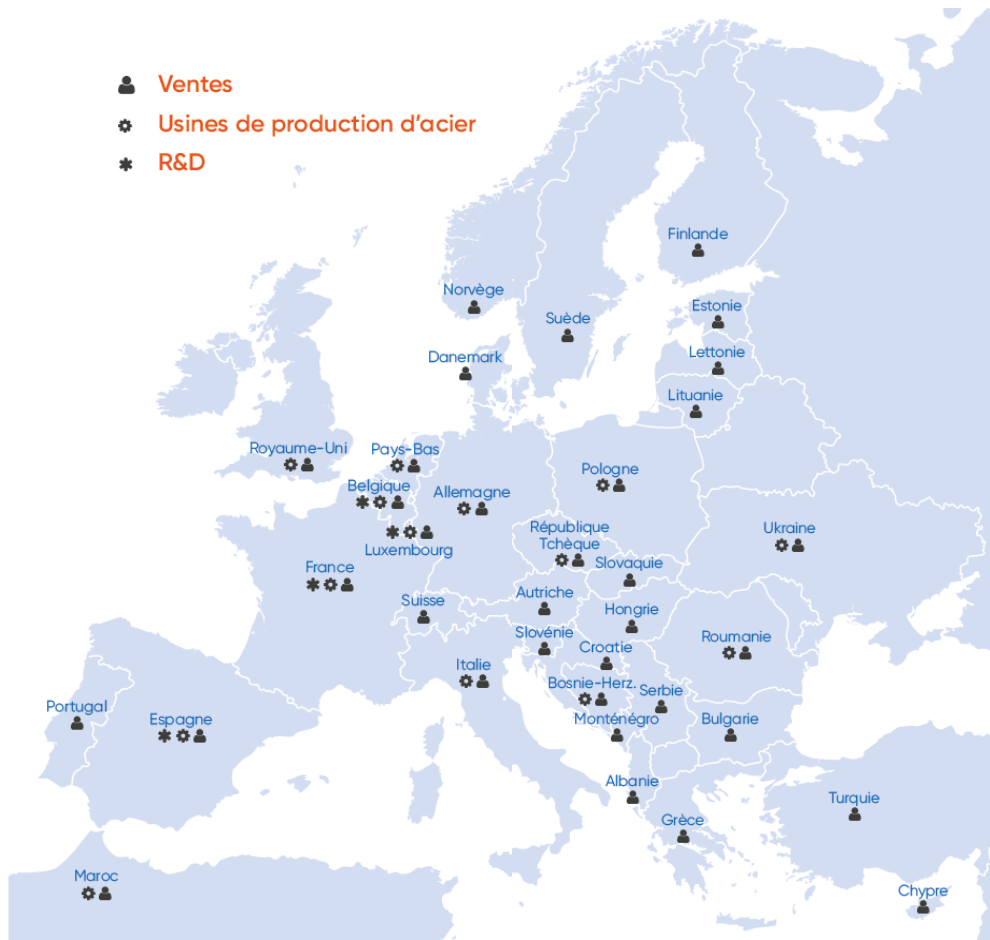 Ventes
Usines de production d'acier
R&D
Finlande
Norvège
Estonie
Suède
Lettonie
Danemark
Lituanie
Royaume-Uni
Pays-Bas
Pologne
Belgique
Allemagne
République
Tchèque
Ukraine
Luxembourg
Slovaquie
France
Autriche
Suisse
Hongrie
Slovénie
Roumanie
Croatie
Italie
Bosnie-Herz.
Serbie
Portugal
Espagne
Monténégro
Bulgarie
Albanie
Turquie
Grèce
Maroc
Chypre